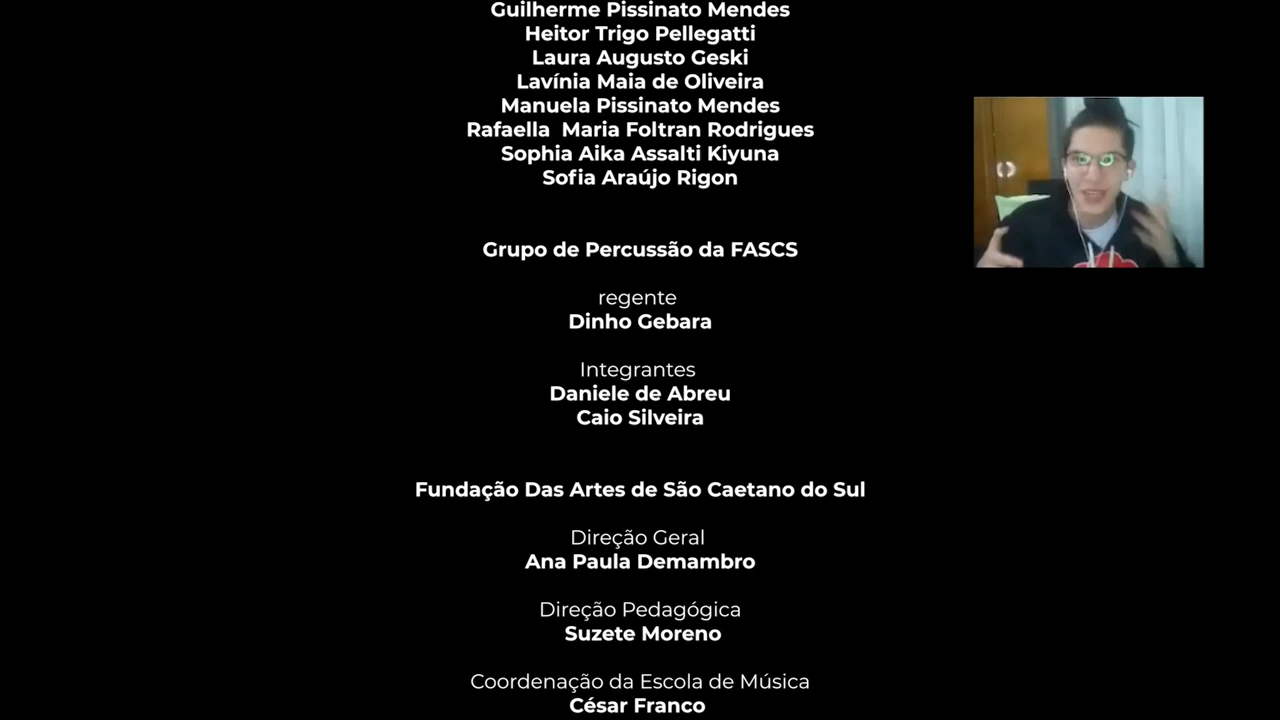 Guilherme Pissinato Mendes
Heitor Trigo Pellegatti
Laura Augusto Geski
Lavínia Maia de Oliveira
Manuela Pissinato Mendes
Rafaella  Maria Foltran Rodrigues
Sophia Aika Assalti Kiyuna
Sofia Araújo Rigon
Grupo de Percussão da FASCS
regente
Dinho Gebara
Integrantes
Daniele de Abreu
Caio Silveira
Fundação Das Artes de São Caetano do Sul
Direção Geral
Ana Paula Demambro
Direção Pedagógica
Suzete Moreno
Coordenação da Escola de Música
César Franco